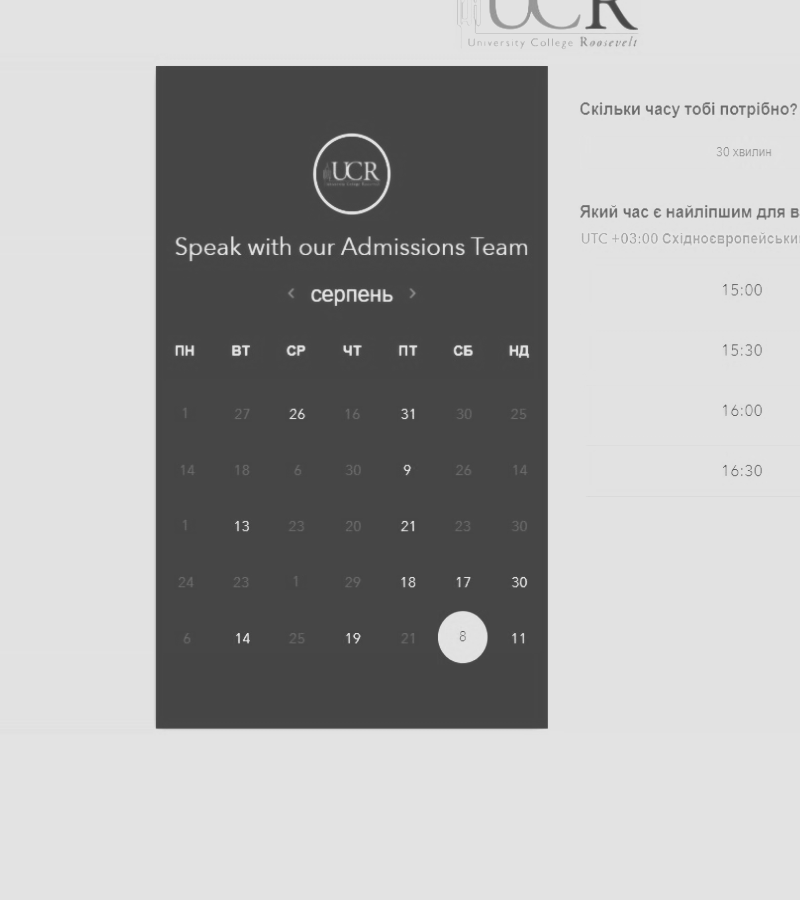 UCR
University College Roosevelt
UCR
Speak with our Admissions Team
‹ серпень ›
ПН ВТ СР ЧТ ПТ СБ НД
1 27 26 16 31 30 25
14 18 6 30 9 26 14
1 13 23 20 21 23 30
24 23 1 29 18 17 30
6 14 25 19 21 8 11
Скільки часу тобі потрібно?
30 хвилин
Який час є найліпшим для в
UTC +03:00 Східноєвропейськи
15:00
15:30
16:00
16:30